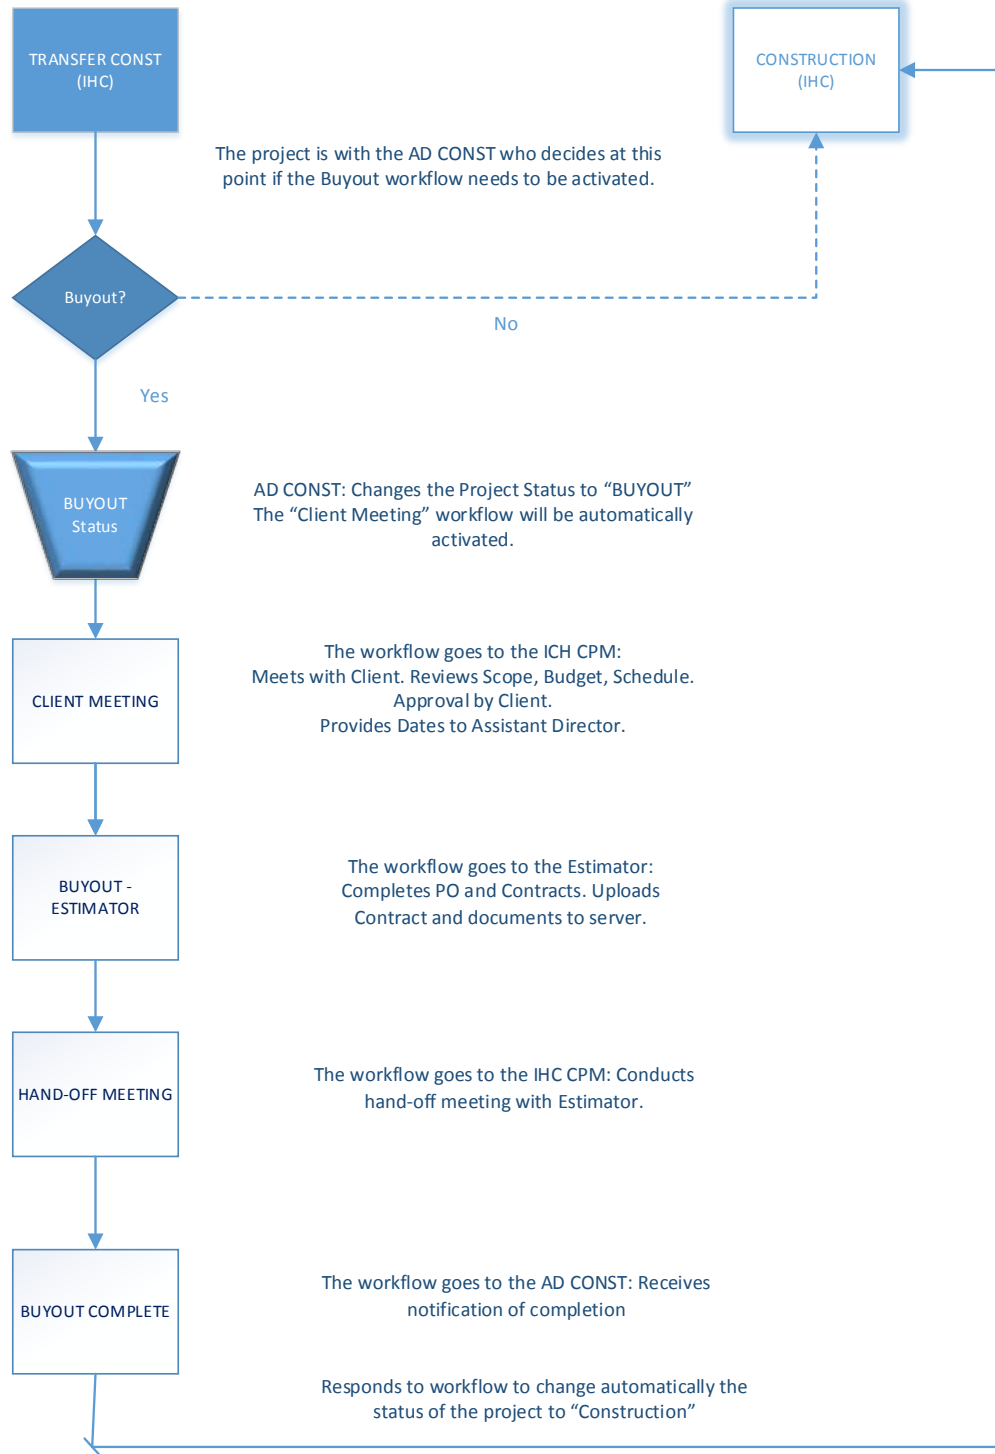 TRANSFER CONST
(IHC)
CONSTRUCTION
(IHC)
The project is with the AD CONST who decides at this
point if the Buyout workflow needs to be activated.
Buyout?
No
Yes
BUYOUT
Status
AD CONST: Changes the Project Status to “BUYOUT”
The “Client Meeting” workflow will be automatically
activated.
CLIENT MEETING
The workflow goes to the ICH CPM:
Meets with Client. Reviews Scope, Budget, Schedule.
Approval by Client.
Provides Dates to Assistant Director.
BUYOUT -
ESTIMATOR
The workflow goes to the Estimator:
Completes PO and Contracts. Uploads
Contract and documents to server.
HAND-OFF MEETING
The workflow goes to the IHC CPM: Conducts
hand-off meeting with Estimator.
BUYOUT COMPLETE
The workflow goes to the AD CONST: Receives
notification of completion
Responds to workflow to change automatically the
status of the project to “Construction”